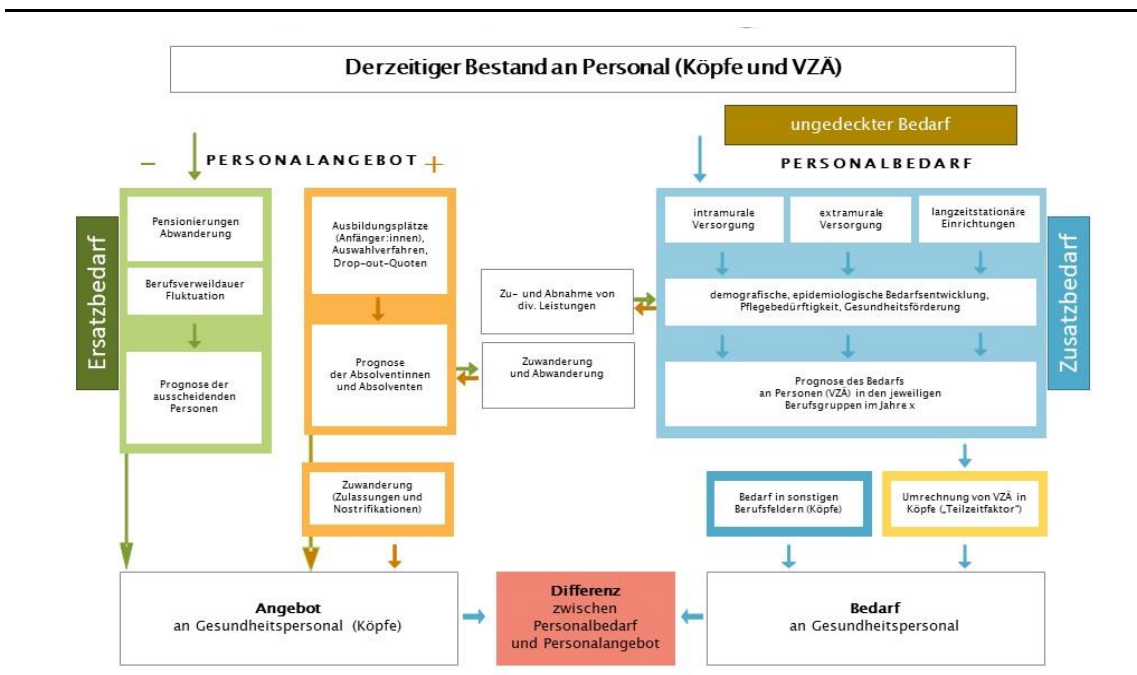 Derzeitiger Bestand an Personal (Köpfe und VZÄ)
ungedeckter Bedarf
– PERSONALANGEBOT +
PERSONALBEDARF
Ersatzbedarf
Pensionierungen
Abwanderung
Berufsverweildauer
Fluktuation
Prognose der
ausscheidenden
Personen
Ausbildungsplätze
(Anfänger:innen),
Auswahlverfahren,
Drop-out-Quoten
Prognose
der Absolventinnen
und Absolventen
Zuwanderung
(Zulassungen und
Nostrifikationen)
Zu- und Abnahme von
div. Leistungen
Zuwanderung
und Abwanderung
intramurale
Versorgung
extramurale
Versorgung
langzeitstationäre
Einrichtungen
demografische, epidemiologische Bedarfsentwicklung,
Pflegebedürftigkeit, Gesundheitsförderung
Prognose des Bedarfs
an Personen (VZÄ) in den jeweiligen
Berufsgruppen im Jahre x
Zusatzbedarf
Bedarf in sonstigen
Berufsfeldern (Köpfe)
Umrechnung von VZÄ in
Köpfe („Teilzeitfaktor“)
Angebot
an Gesundheitspersonal (Köpfe)
Differenz
zwischen
Personalbedarf
und Personalangebot
Bedarf
an Gesundheitspersonal